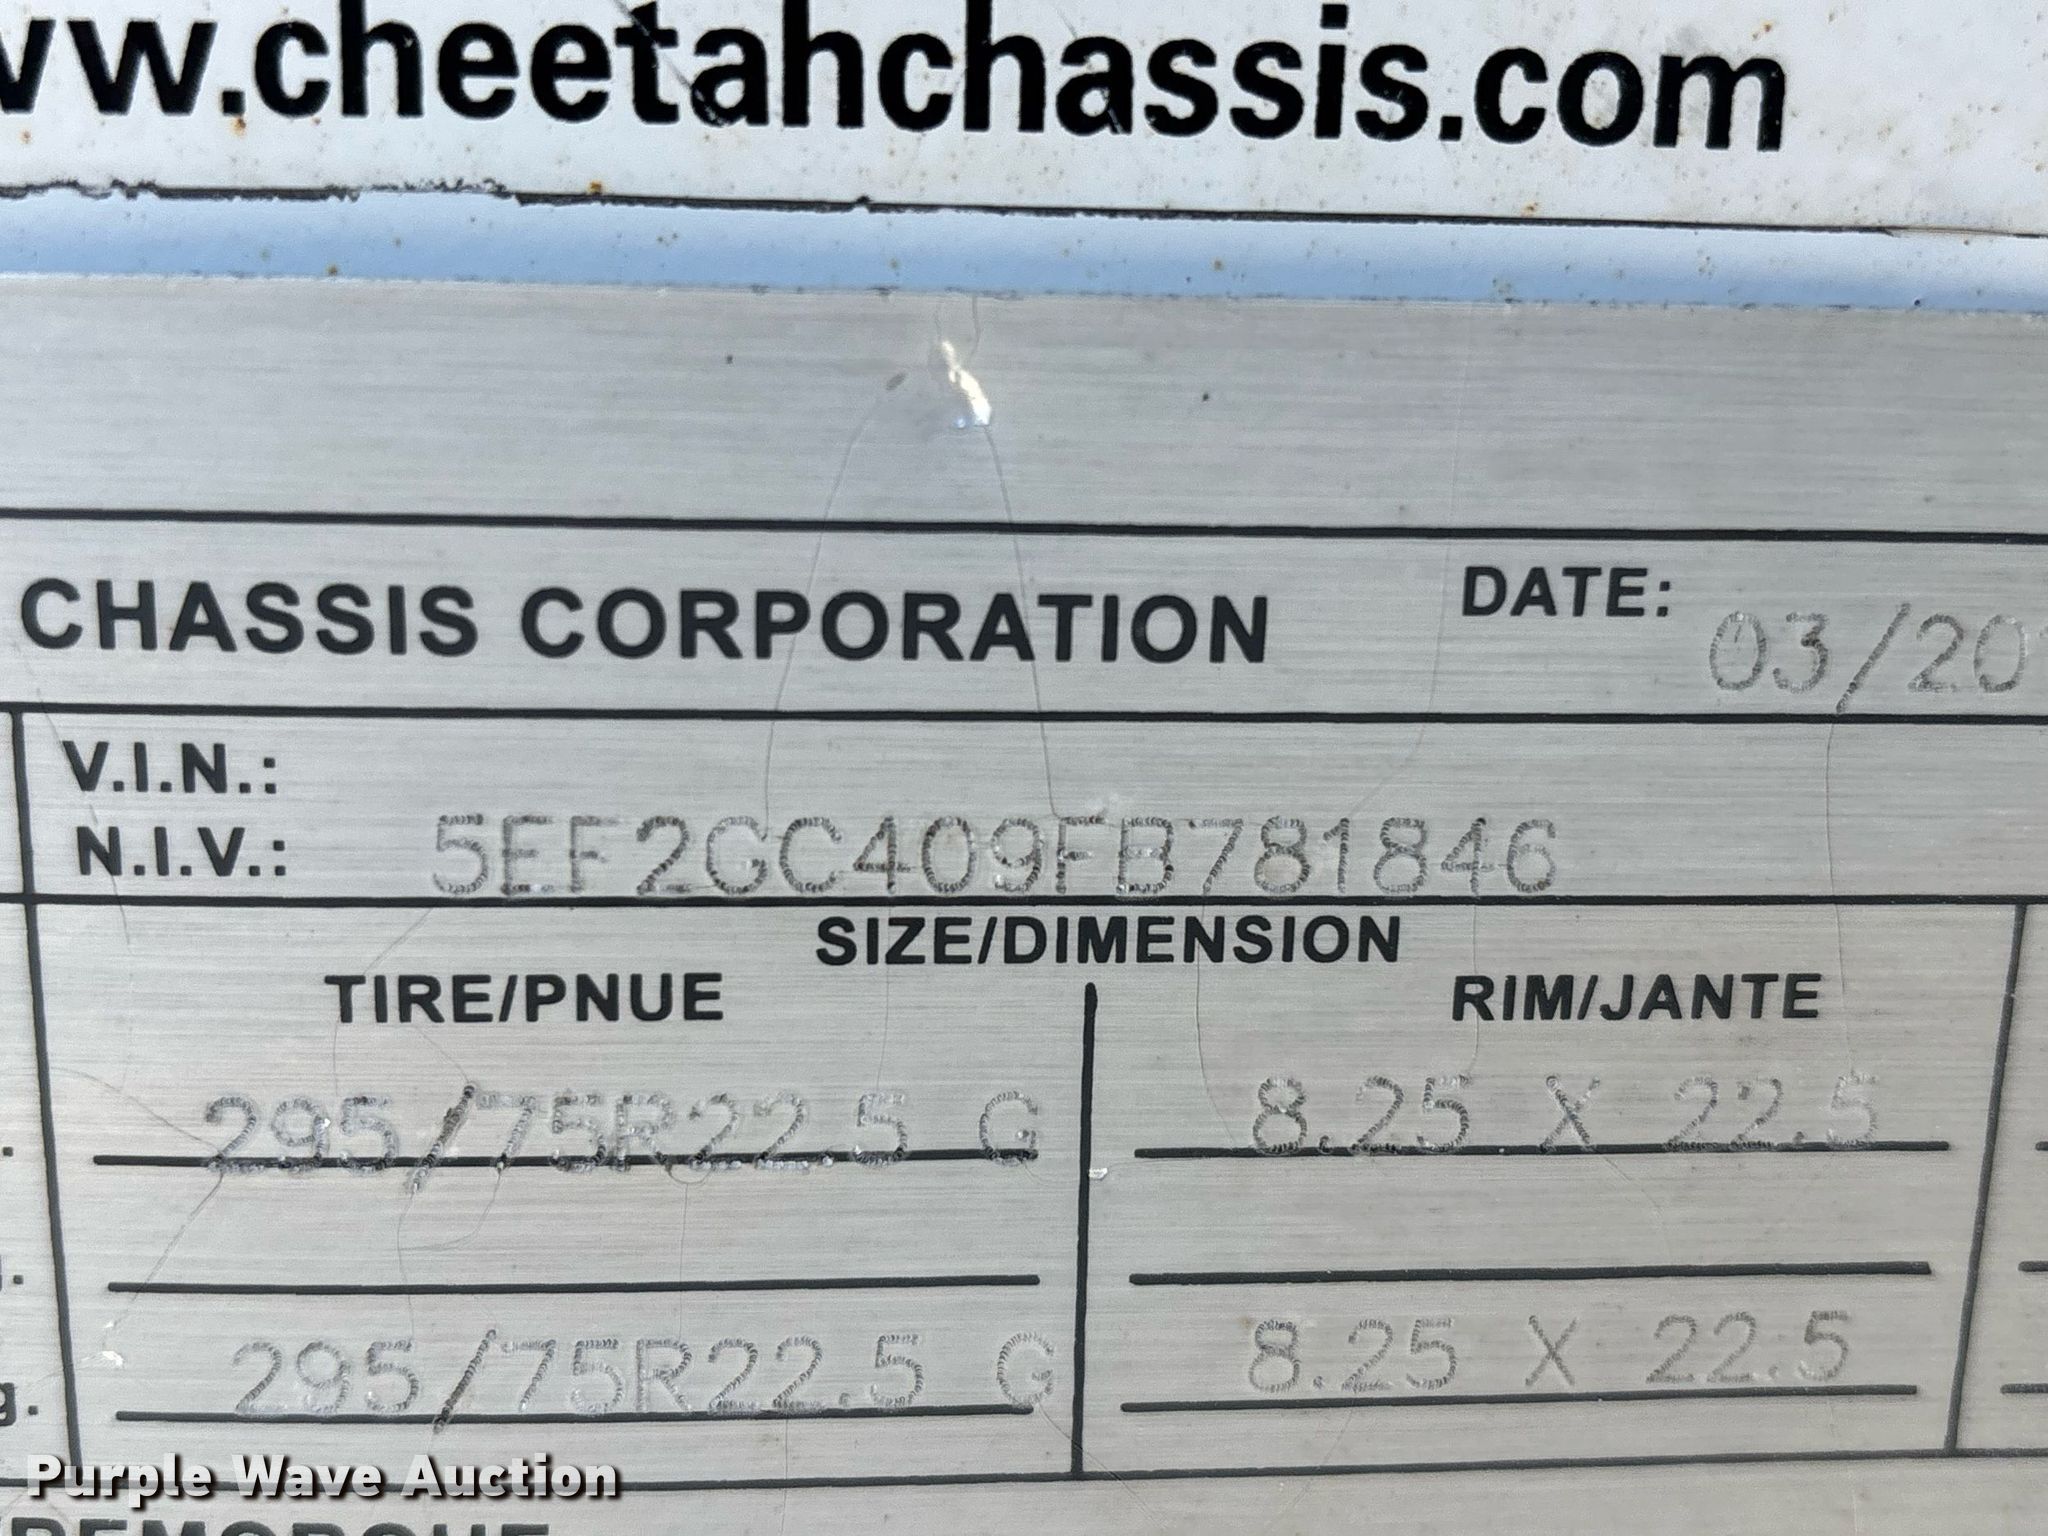 ww.cheetahchassis.com
CHASSIS CORPORATION
DATE: 03/20
V.I.N.:
N.I.V.: 5EF2GC409FB781846
SIZE/DIMENSION
TIRE/PNUE
RIM/JANTE
295/75R22.5 G
8.25 X 22.5
295/75R22.5 G
8.25 X 22.5
g.
Purple Wave Auction
/REMORQUE